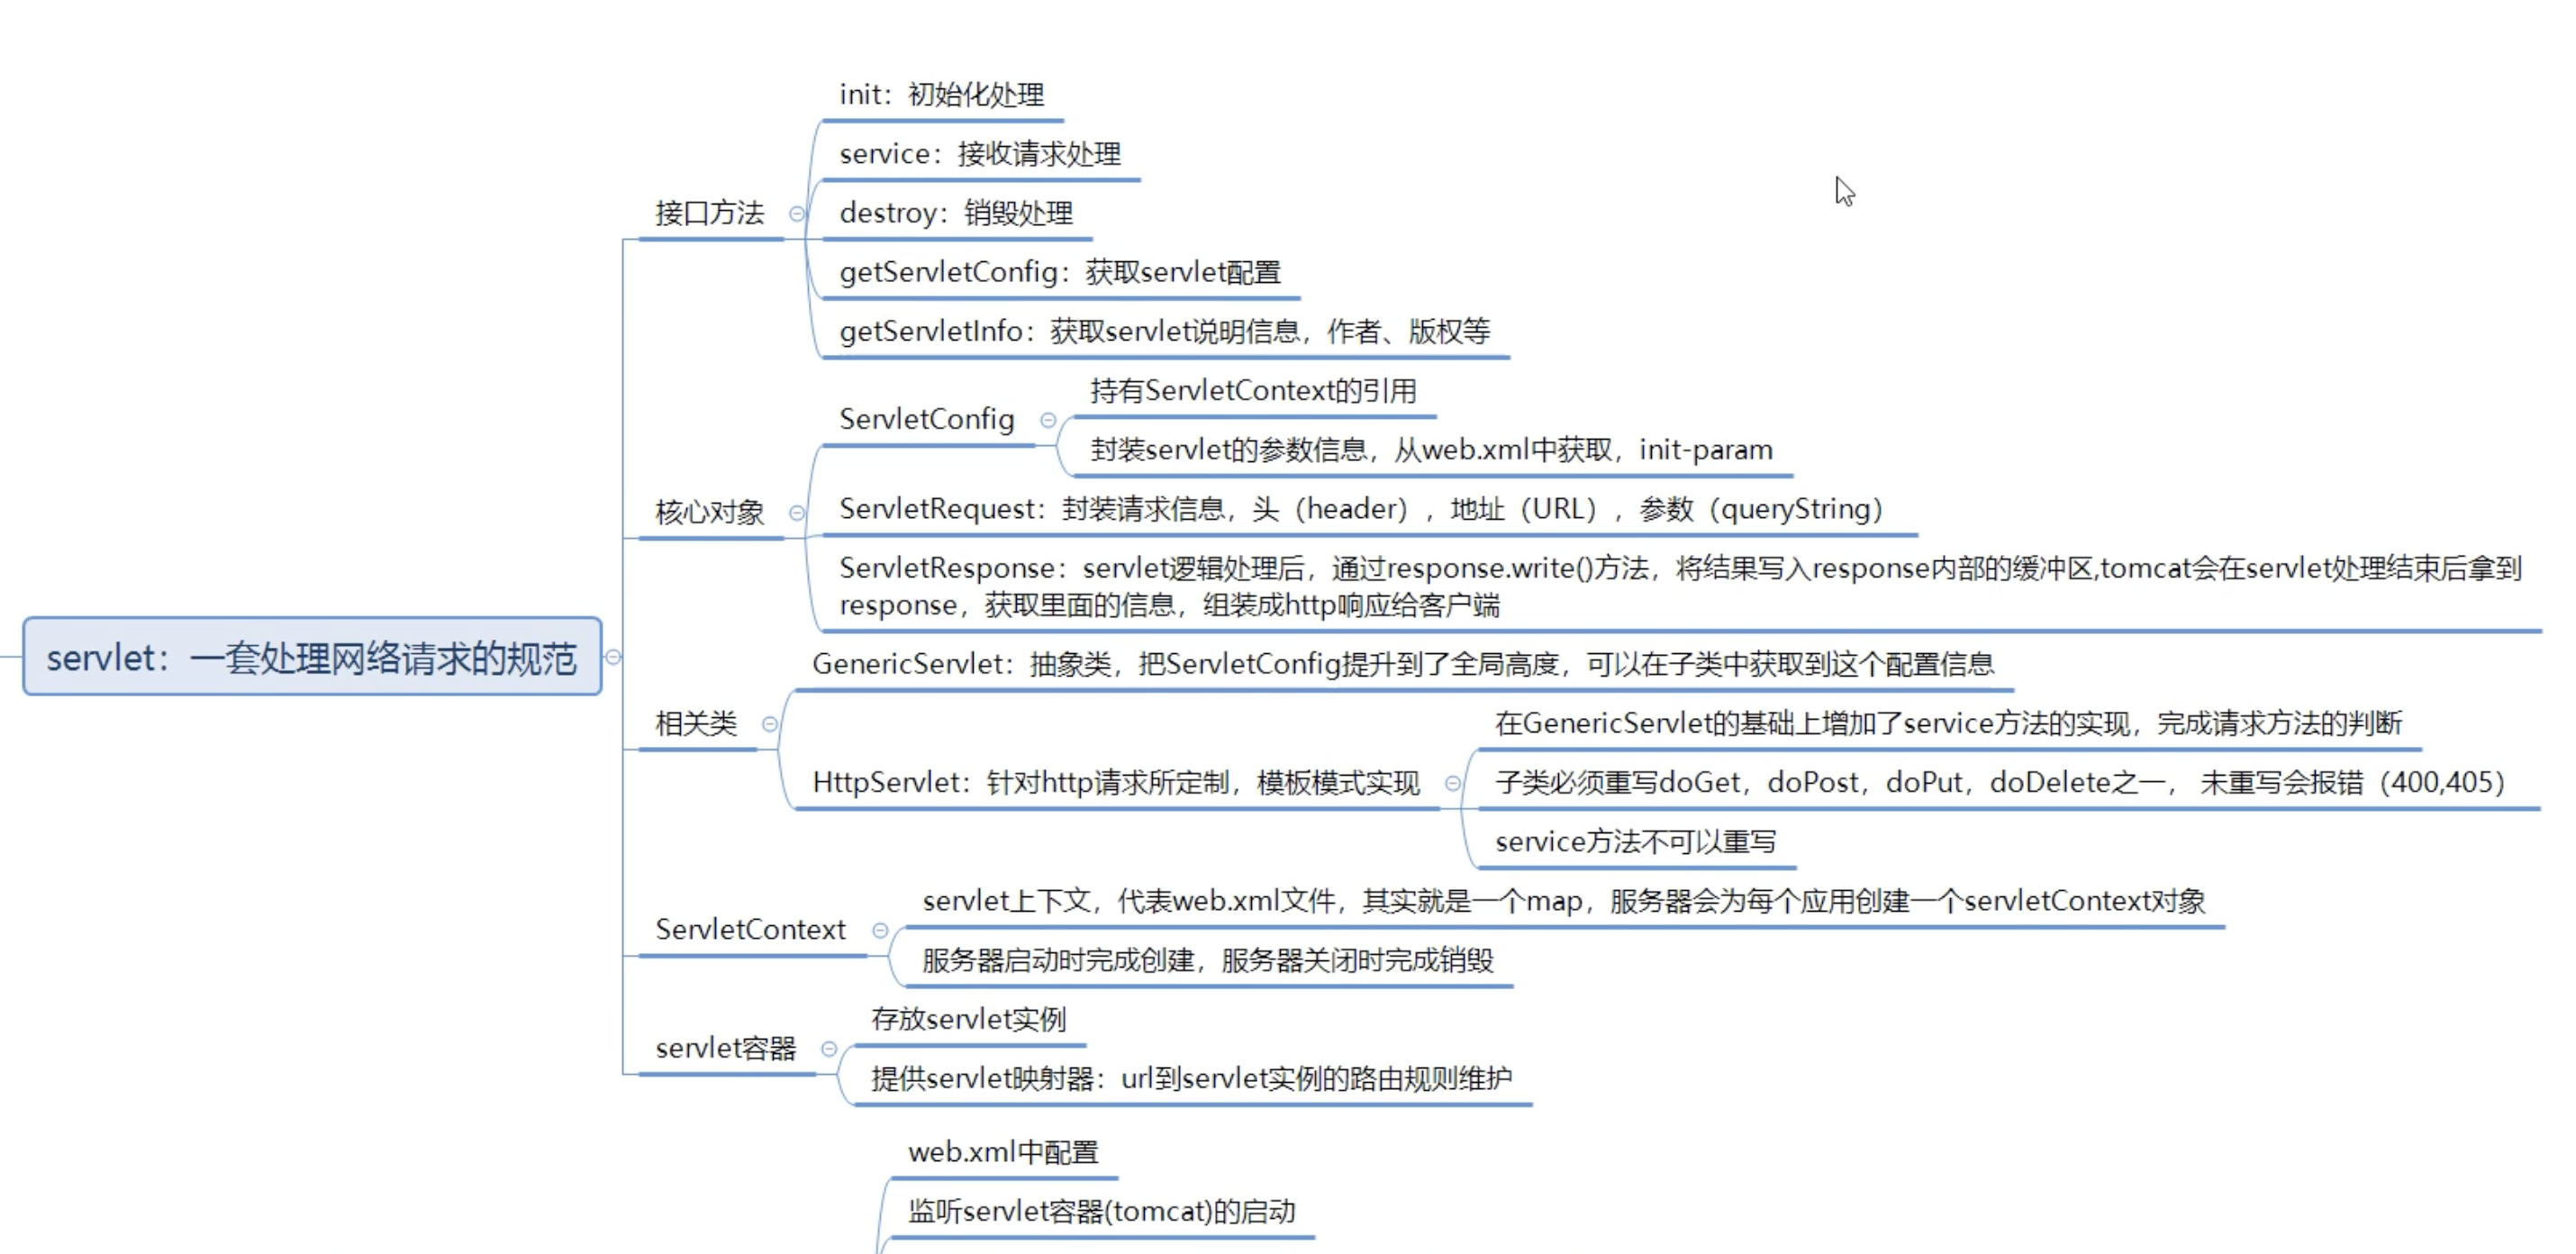 init：初始化处理
service：接收请求处理
接口方法
destroy：销毁处理
getServletConfig：获取servlet配置
getServletInfo：获取servlet说明信息，作者、版权等
持有ServletContext的引用
ServletConfig
封装servlet的参数信息，从web.xml中获取，init-param
核心对象
ServletRequest：封装请求信息，头（header），地址（URL），参数（queryString）
ServletResponse：servlet逻辑处理后，通过response.write()方法，将结果写入response内部的缓冲区,tomcat会在servlet处理结束后拿到
response，获取里面的信息，组装成http响应给客户端
servlet：一套处理网络请求的规范
GenericServlet：抽象类，把ServletConfig提升到了全局高度，可以在子类中获取到这个配置信息
相关类
在GenericServlet的基础上增加了service方法的实现，完成请求方法的判断
HttpServlet：针对http请求所定制，模板模式实现
子类必须重写doGet，doPost，doPut，doDelete之一， 未重写会报错（400,405）
service方法不可以重写
servlet上下文，代表web.xml文件，其实就是一个map，服务器会为每个应用创建一个servletContext对象
ServletContext
服务器启动时完成创建，服务器关闭时完成销毁
存放servlet实例
servlet容器
提供servlet映射器：url到servlet实例的路由规则维护
web.xml中配置
监听servlet容器(tomcat)的启动